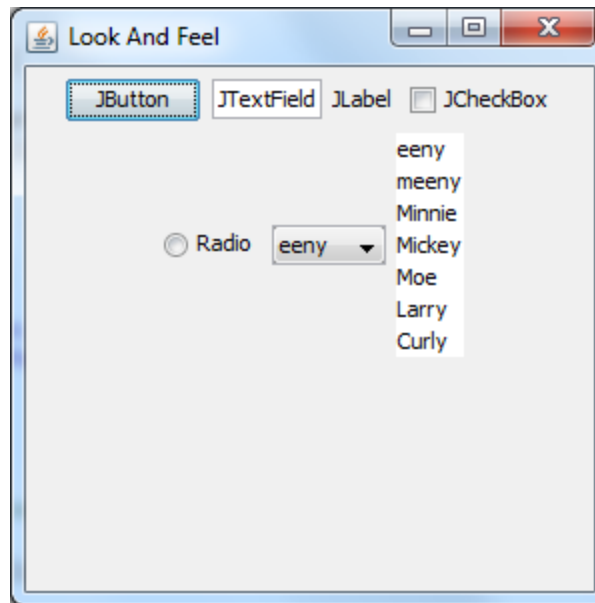 Look And Feel
JButton JTextField JLabel JCheckBox
eeny
meeny
Minnie
Radio eeny Mickey
Moe
Larry
Curly